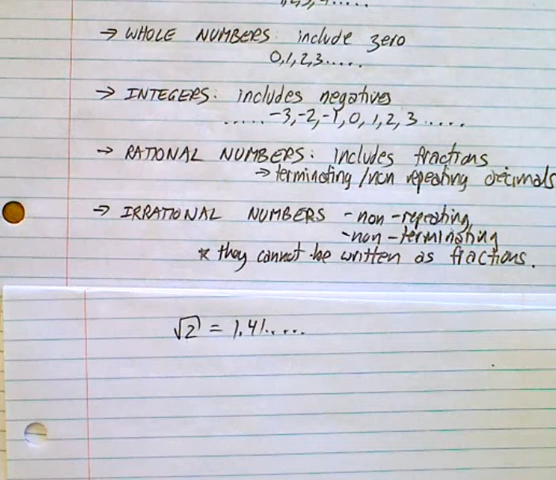 → WHOLE NUMBERS: include zero
0,1,2,3.....
→ INTEGERS: includes negatives
..... -3,-2,-1,0,1,2,3.....
→ RATIONAL NUMBERS: includes fractions
→ terminating/non repeating decimals
→ IRRATIONAL NUMBERS -non-repeating
-non-terminating
* they cannot be written as fractions.
√2 = 1.41.....